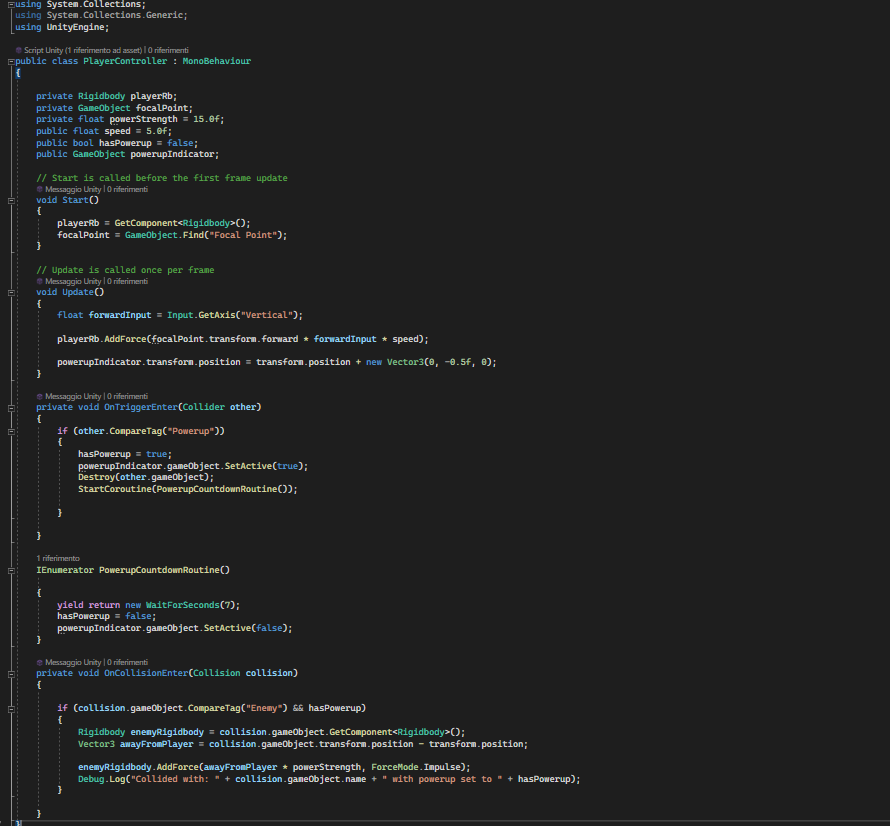 using System.Collections;
using System.Collections.Generic;
using UnityEngine;
Script Unity (1 riferimento ad asset) | 0 riferimenti
public class PlayerController : MonoBehaviour
{
private Rigidbody playerRb;
private GameObject focalPoint;
private float powerStrength = 15.0f;
public float speed = 5.0f;
public bool hasPowerup = false;
public GameObject powerupIndicator;
// Start is called before the first frame update
Messaggio Unity | 0 riferimenti
void Start()
{
playerRb = GetComponent<Rigidbody>();
focalPoint = GameObject.Find("Focal Point");
}
// Update is called once per frame
Messaggio Unity | 0 riferimenti
void Update()
{
float forwardInput = Input.GetAxis("Vertical");
playerRb.AddForce(focalPoint.transform.forward * forwardInput * speed);
powerupIndicator.transform.position = transform.position + new Vector3(0, -0.5f, 0);
}
Messaggio Unity | 0 riferimenti
private void OnTriggerEnter(Collider other)
{
if (other.CompareTag("Powerup"))
{
hasPowerup = true;
powerupIndicator.gameObject.SetActive(true);
Destroy(other.gameObject);
StartCoroutine(PowerupCountdownRoutine());
}
}
1 riferimento
IEnumerator PowerupCountdownRoutine()
{
yield return new WaitForSeconds(7);
hasPowerup = false;
powerupIndicator.gameObject.SetActive(false);
}
Messaggio Unity | 0 riferimenti
private void OnCollisionEnter(Collision collision)
{
if (collision.gameObject.CompareTag("Enemy") && hasPowerup)
{
Rigidbody enemyRigidbody = collision.gameObject.GetComponent<Rigidbody>();
Vector3 awayFromPlayer = collision.gameObject.transform.position - transform.position;
enemyRigidbody.AddForce(awayFromPlayer * powerStrength, ForceMode.Impulse);
Debug.Log("Collided with: " + collision.gameObject.name + " with powerup set to " + hasPowerup);
}
}
}